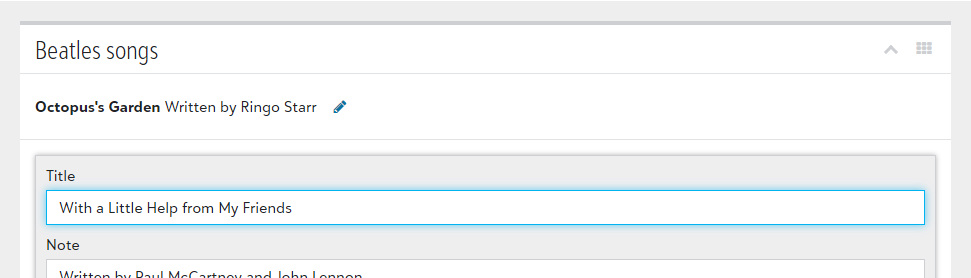 Beatles songs
Octopus's Garden Written by Ringo Starr
Title
With a Little Help from My Friends
Note
Written by Paul McCartney and John Lennon